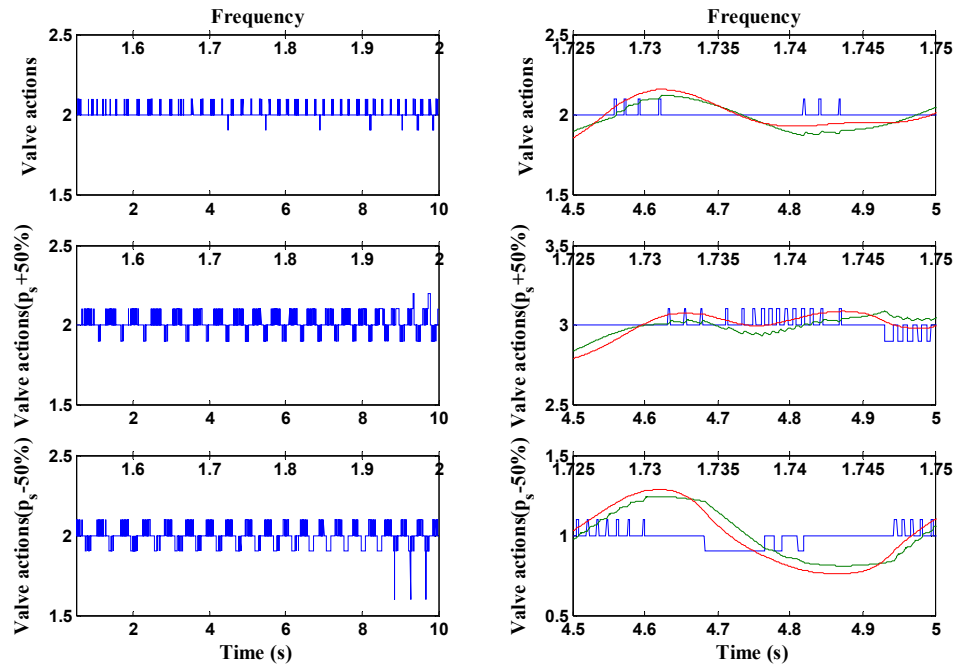 Frequency
1.6 1.7 1.8 1.9 2
2.5
2
1.5
Valve actions
2 4 6 8 10
Frequency
1.725 1.73 1.735 1.74 1.745 1.75
2.5
2
1.5
Valve actions
4.5 4.6 4.7 4.8 4.9 5
1.6 1.7 1.8 1.9 2
2.5
2
1.5
Valve actions(ps+50%)
2 4 6 8 10
1.725 1.73 1.735 1.74 1.745 1.75
3.5
3
2.5
Valve actions(ps+50%)
4.5 4.6 4.7 4.8 4.9 5
1.6 1.7 1.8 1.9 2
2.5
2
1.5
Valve actions(ps-50%)
2 4 6 8 10
Time (s)
1.725 1.73 1.735 1.74 1.745 1.75
1.5
1
0.5
Valve actions(ps-50%)
4.5 4.6 4.7 4.8 4.9 5
Time (s)